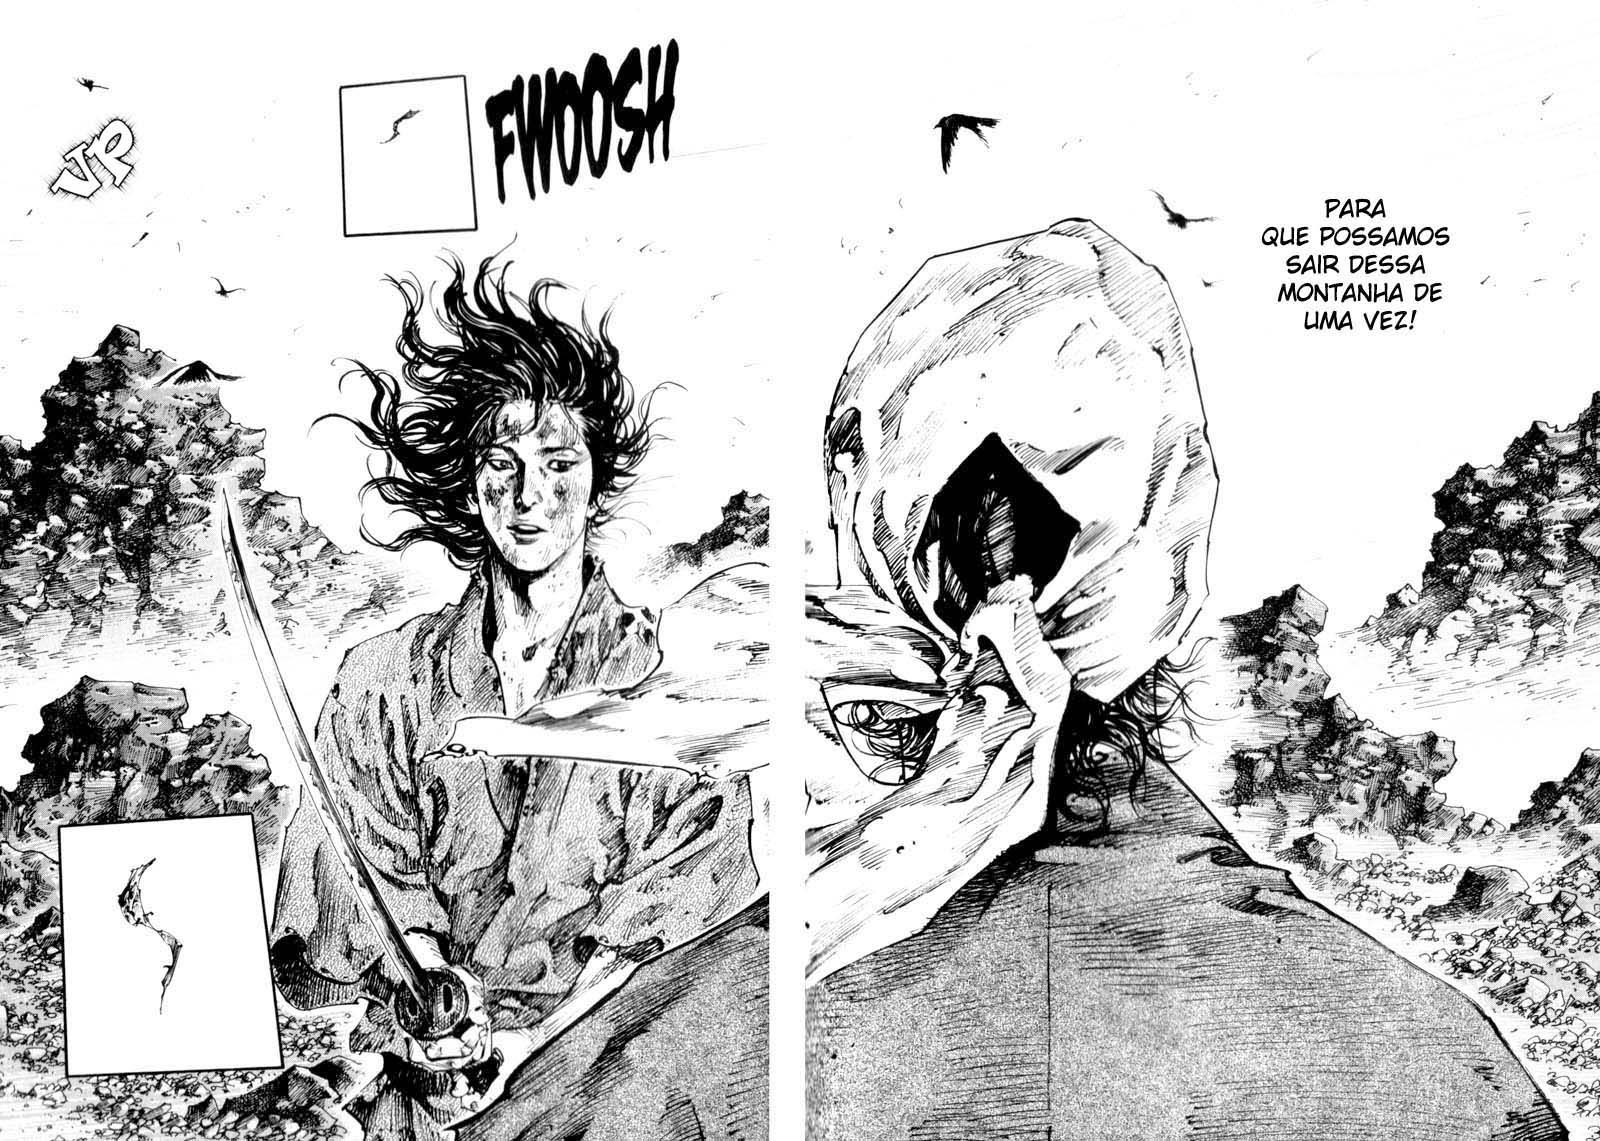 PARA
QUE POSSAMOS
SAIR DESSA
MONTANHA DE
UMA VEZ!
FWOOSH
VP